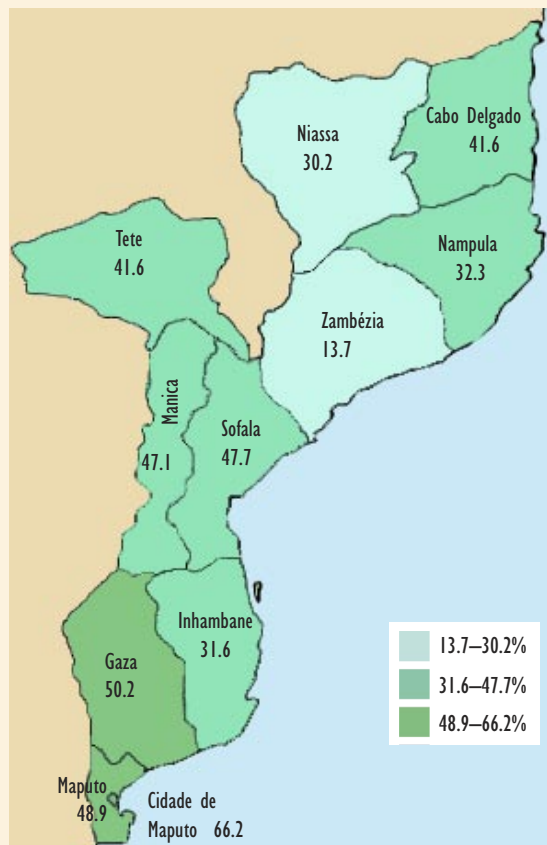 Cabo Delgado
41.6
Niassa
30.2
Tete
41.6
Nampula
32.3
Zambézia
13.7
Manica
47.1
Sofala
47.7
Inhambane
31.6
Gaza
50.2
13.7–30.2%
31.6–47.7%
48.9–66.2%
Maputo
48.9
Cidade de
Maputo 66.2